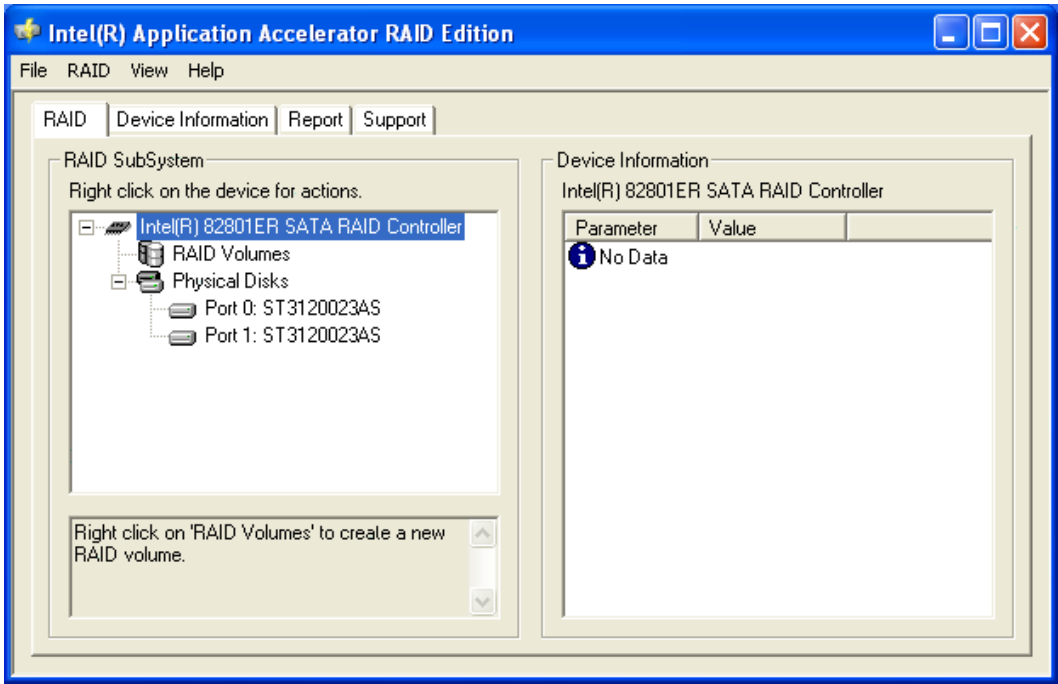 Intel(R) Application Accelerator RAID Edition
File RAID View Help
RAID Device Information Report Support
RAID SubSystem
Right click on the device for actions.
Intel(R) 82801ER SATA RAID Controller
RAID Volumes
Physical Disks
Port 0: ST3120023AS
Port 1: ST3120023AS
Right click on 'RAID Volumes' to create a new
RAID volume.
Device Information
Intel(R) 82801ER SATA RAID Controller
Parameter Value
No Data